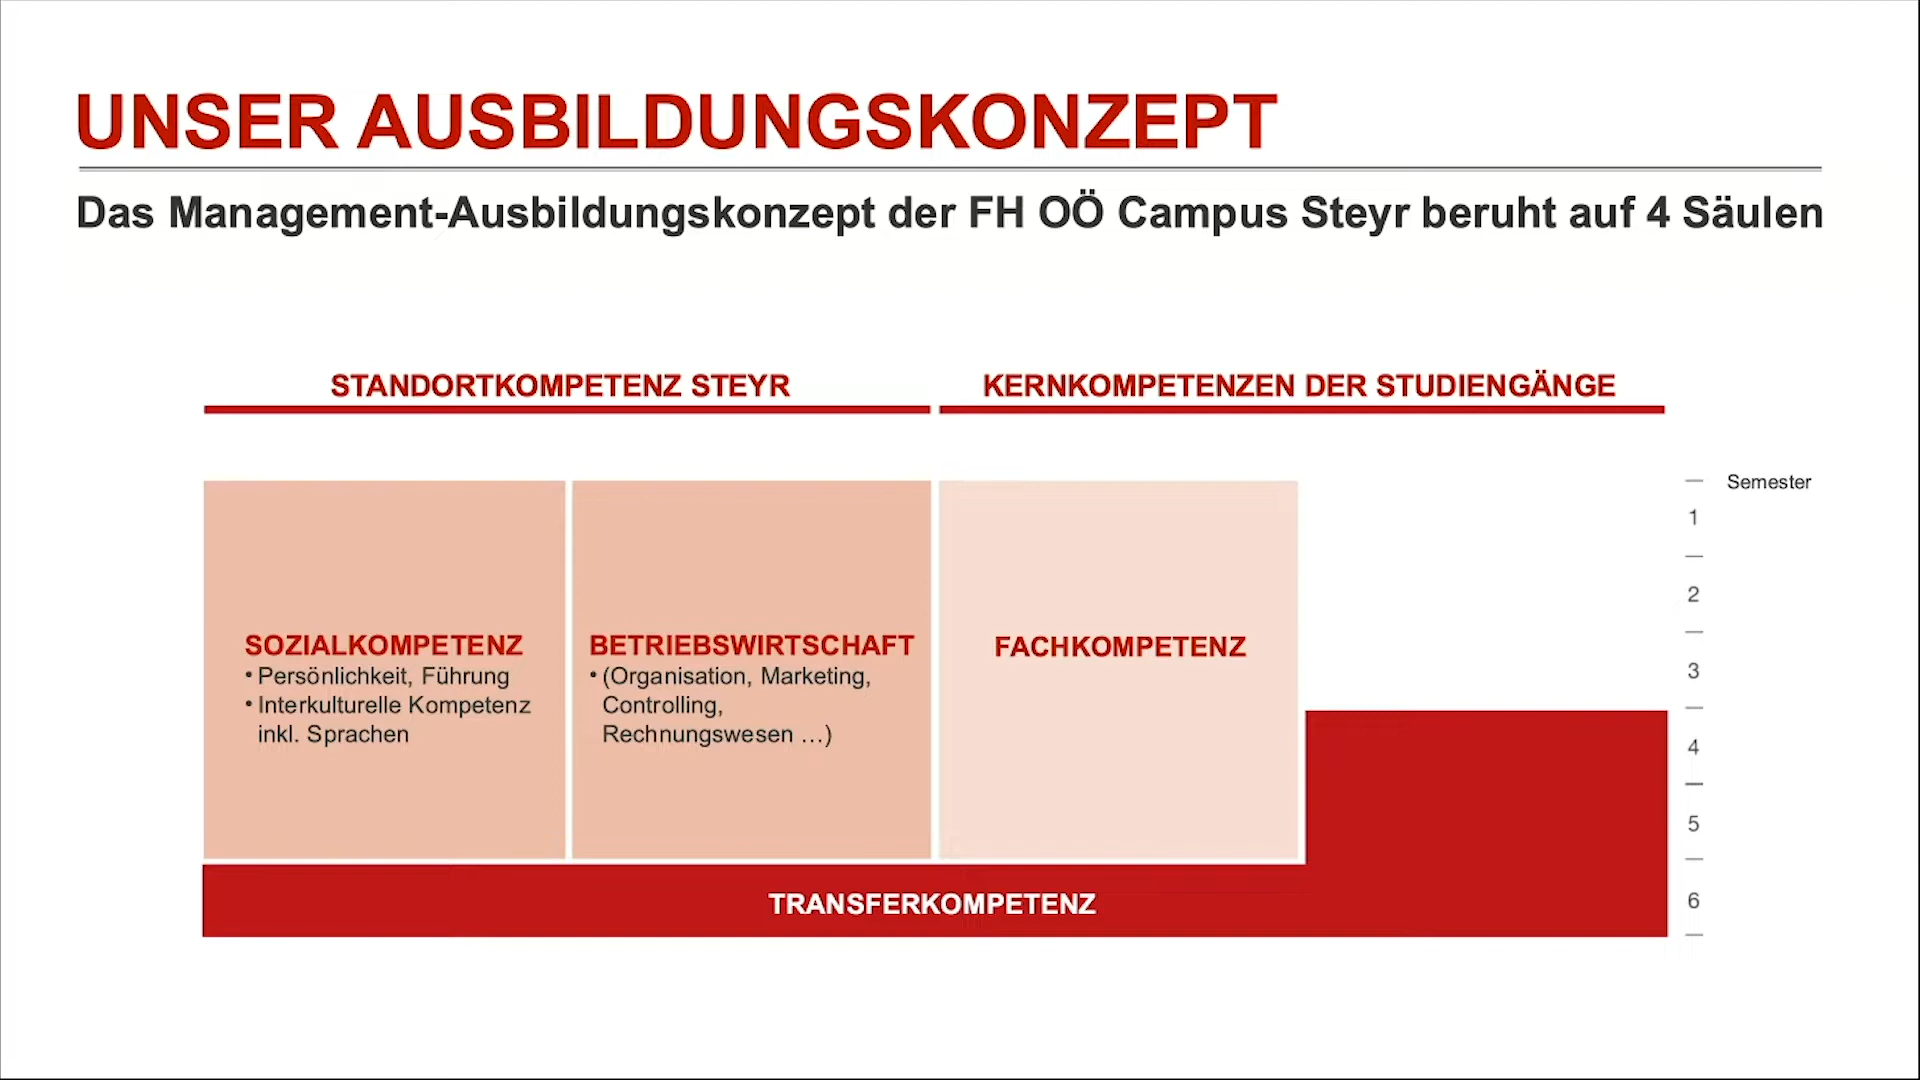 UNSER AUSBILDUNGSKONZEPT
Das Management-Ausbildungskonzept der FH OÖ Campus Steyr beruht auf 4 Säulen
STANDORTKOMPETENZ STEYR
KERNKOMPETENZEN DER STUDIENGÄNGE
SOZIALKOMPETENZ
• Persönlichkeit, Führung
• Interkulturelle Kompetenz
inkl. Sprachen
BETRIEBSWIRTSCHAFT
• (Organisation, Marketing,
Controlling,
Rechnungswesen …)
FACHKOMPETENZ
TRANSFERKOMPETENZ
Semester
1
2
3
4
5
6